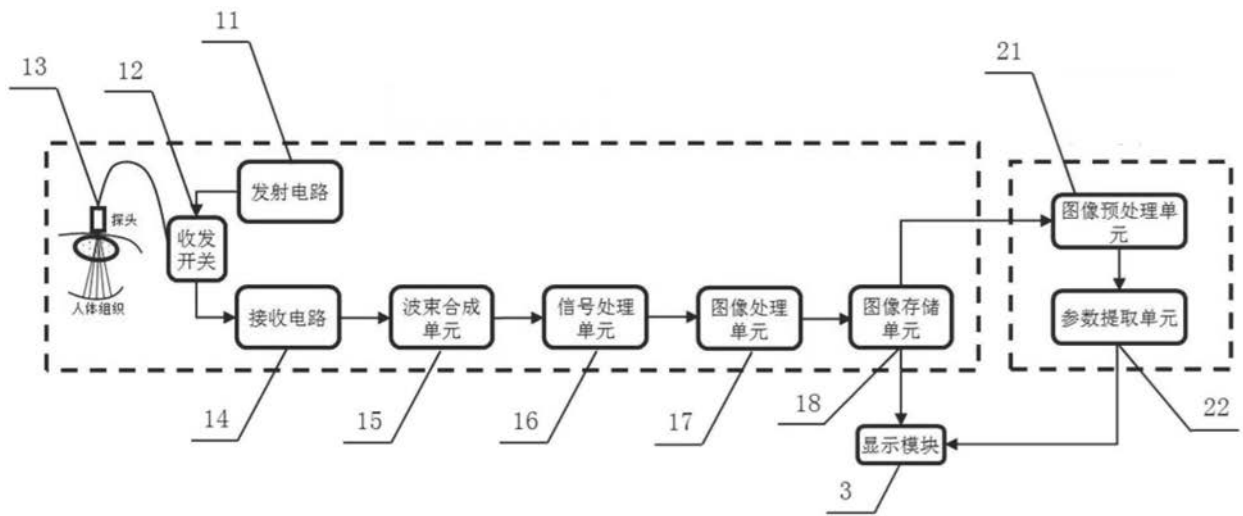 11
21
13
12
发射电路
探头
收发
开关
图像预处理单
元
人体组织
接收电路
波束合成
单元
信号处理
单元
图像处理
单元
图像存储
单元
参数提取单元
14
15
16
17
18
22
显示模块
3